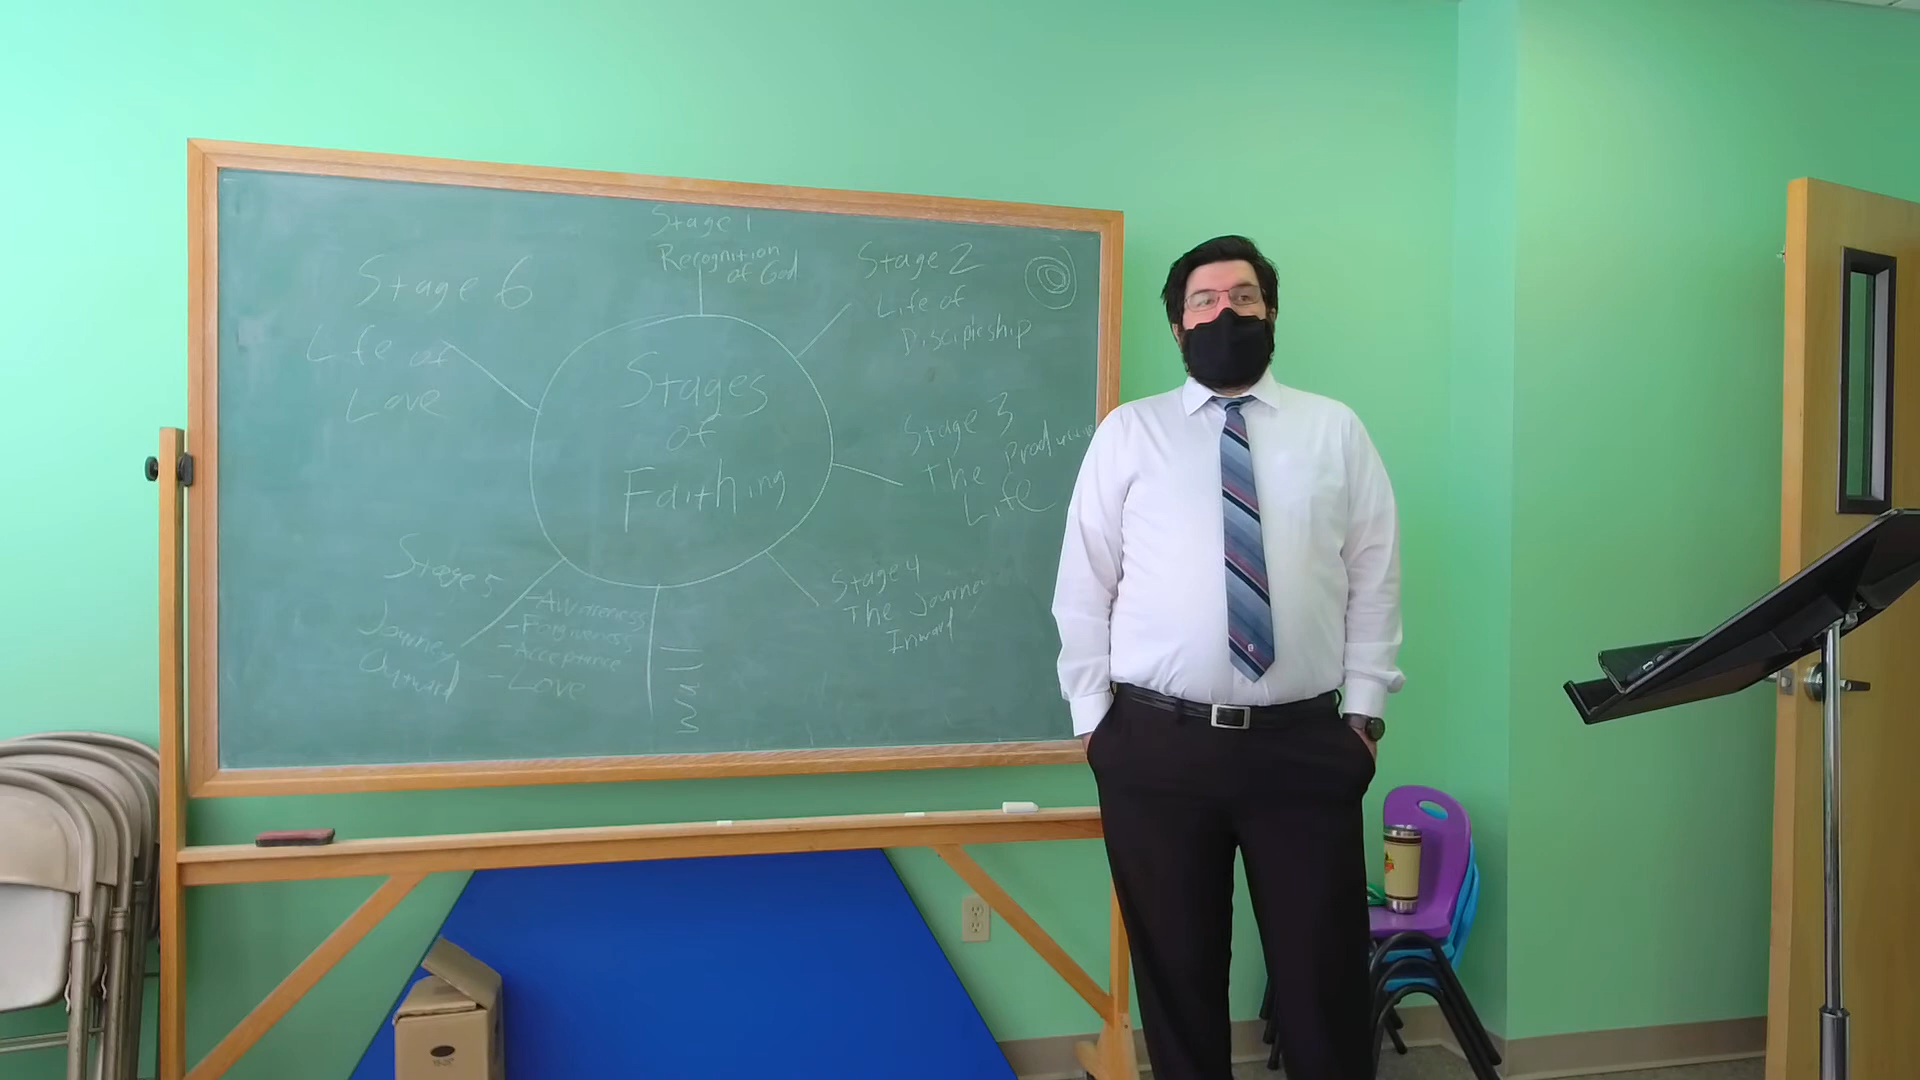 Stages
of
Faithing
Stage 1
Recognition
of God
Stage 2
Life of
Discipleship
Stage 3
The
Life
Stage 4
The
Inward
Stage 5
Journey
Outward
-Awareness
-Forgiveness
-Acceptance
-Love
Stage 6
Life of
Love